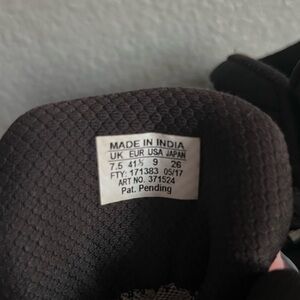 MADE IN INDIA
UK EUR USA JAPAN
7.5 41½ 9 26
FTY: 171383 05/17
ART NO. 371524
Pat. Pending